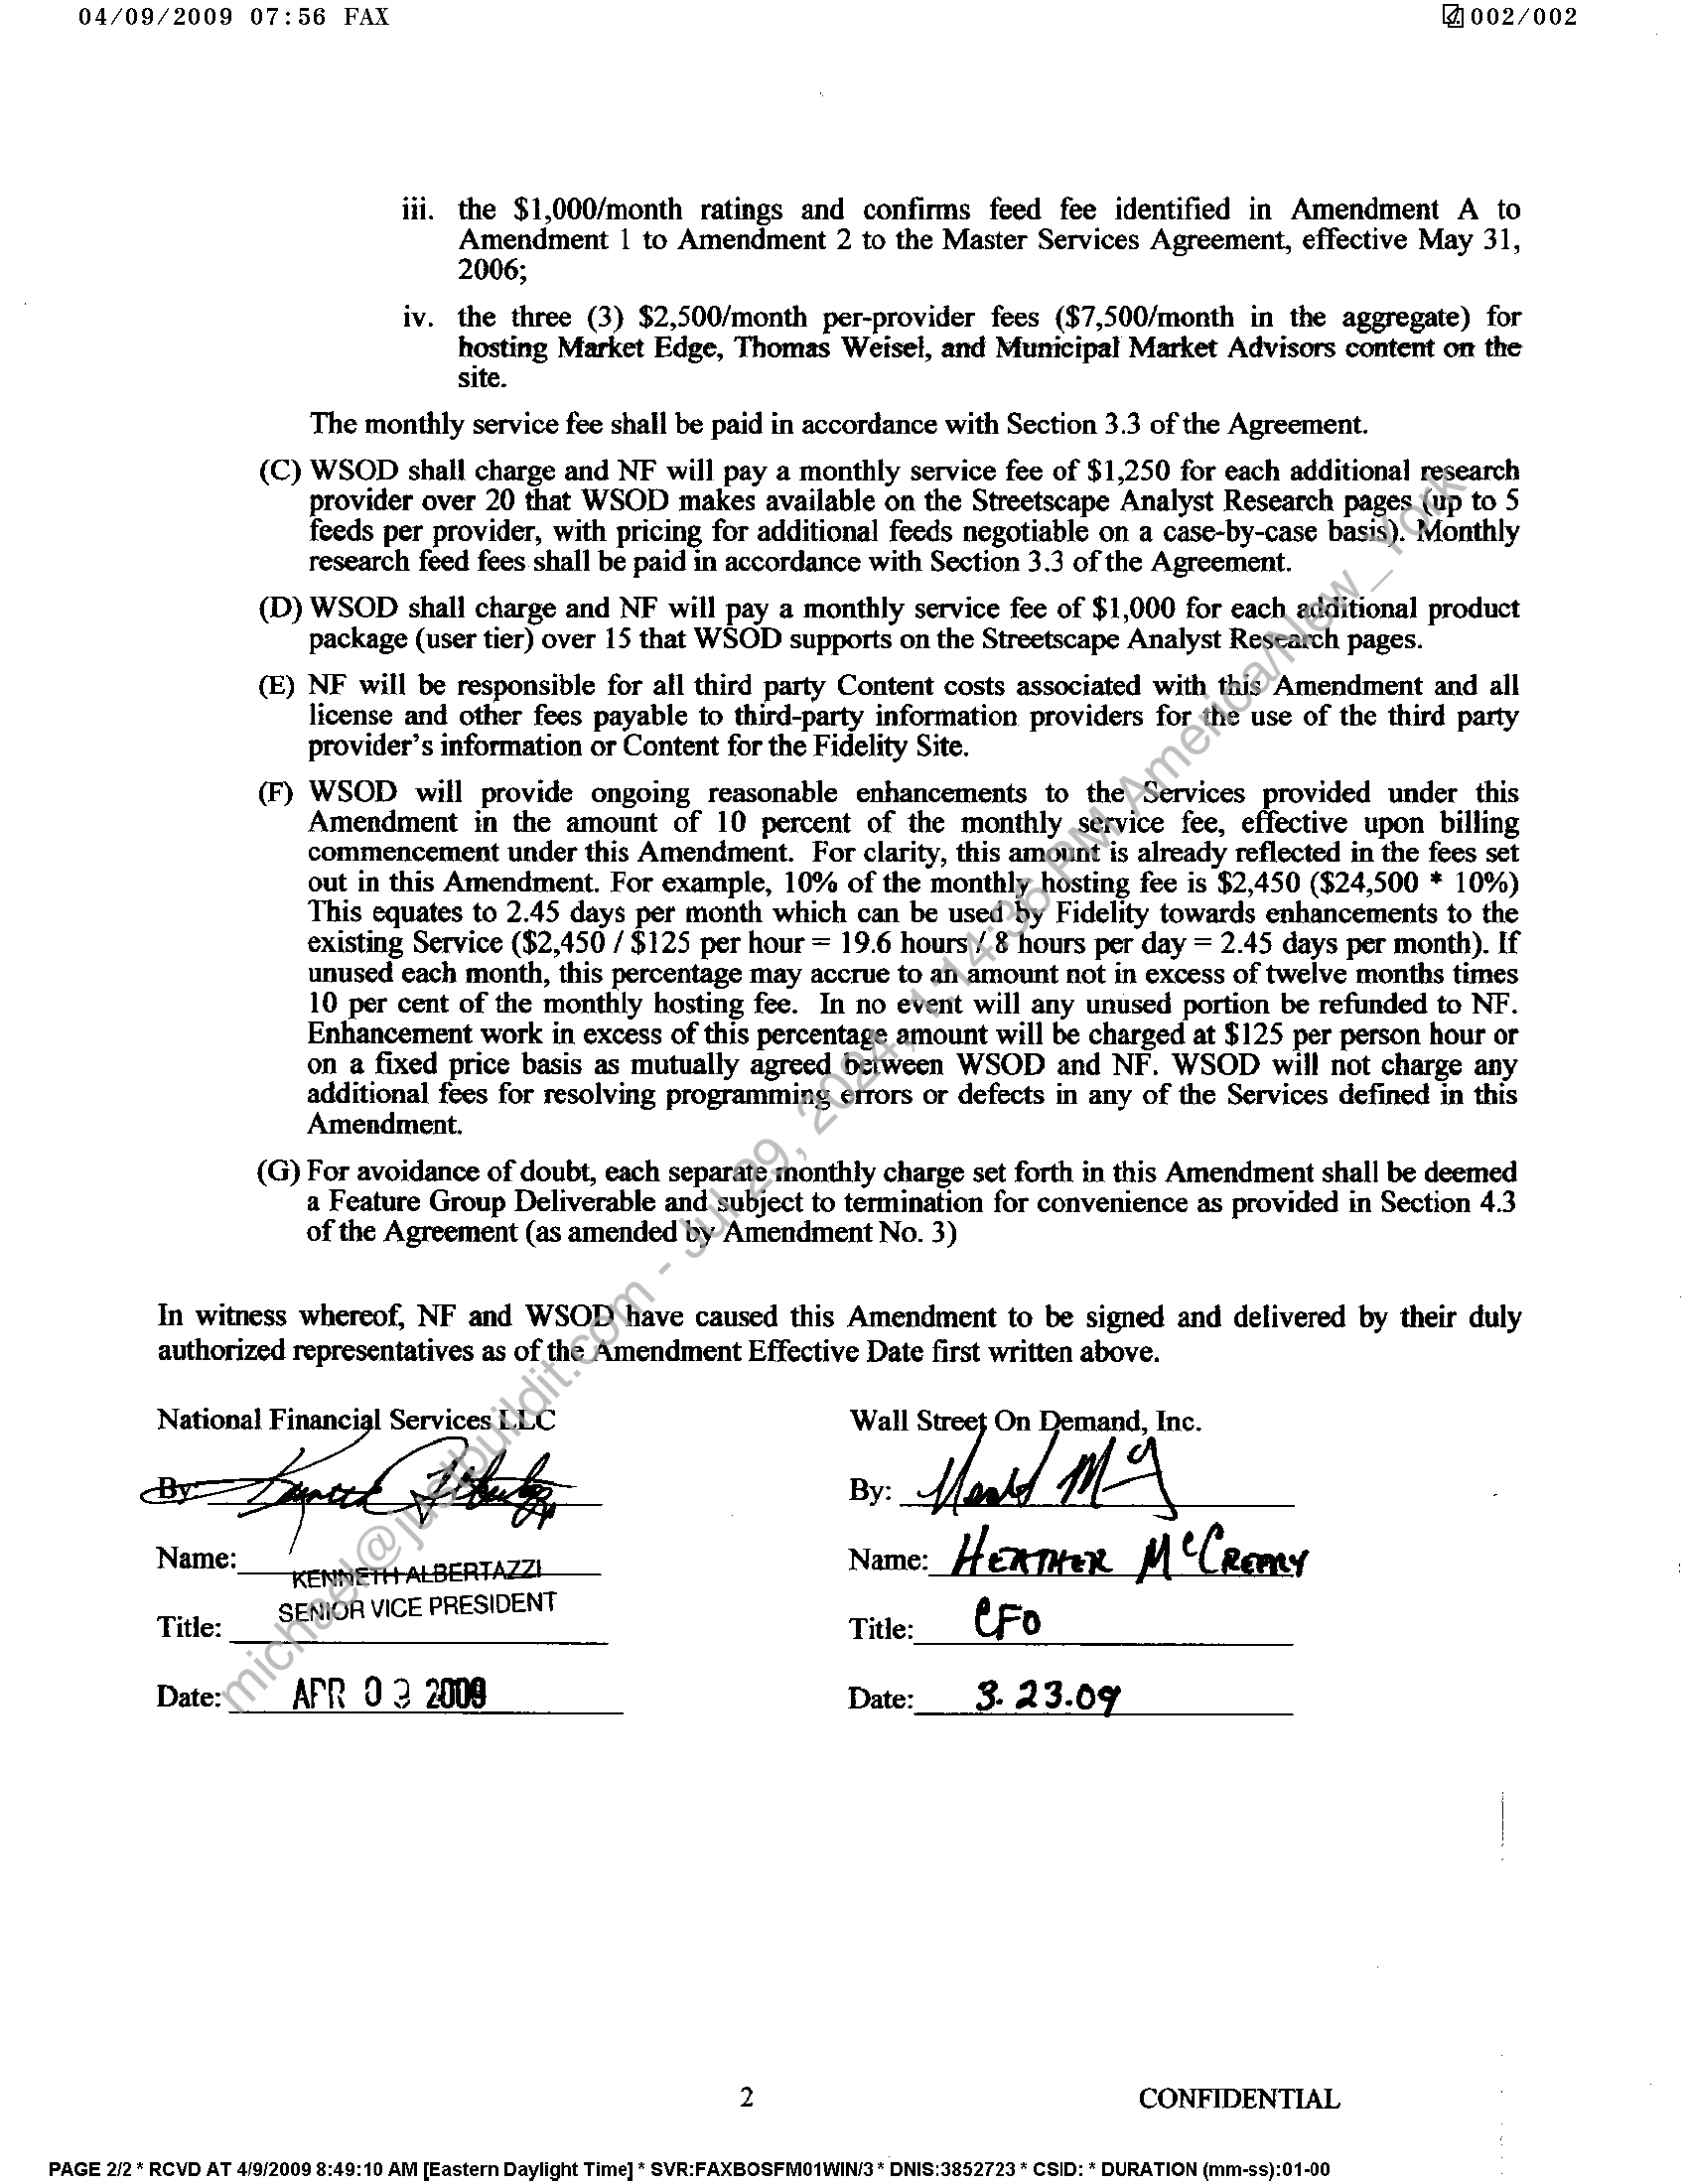 04/09/2009 07:56 FAX 002/002
iii. the $1,000/month ratings and confirms feed fee identified in Amendment A to
Amendment 1 to Amendment 2 to the Master Services Agreement, effective May 31,
2006;
iv. the three (3) $2,500/month per-provider fees ($7,500/month in the aggregate) for
hosting Market Edge, Thomas Weisel, and Municipal Market Advisors content on the
site.
The monthly service fee shall be paid in accordance with Section 3.3 of the Agreement.
(C) WSOD shall charge and NF will pay a monthly service fee of $1,250 for each additional research
provider over 20 that WSOD makes available on the Streetscape Analyst Research pages (up to 5
feeds per provider, with pricing for additional feeds negotiable on a case-by-case basis). Monthly
research feed fees shall be paid in accordance with Section 3.3 of the Agreement.
(D) WSOD shall charge and NF will pay a monthly service fee of $1,000 for each additional product
package (user tier) over 15 that WSOD supports on the Streetscape Analyst Research pages.
(E) NF will be responsible for all third party Content costs associated with this Amendment and all
license and other fees payable to third-party information providers for the use of the third party
provider's information or Content for the Fidelity Site.
(F) WSOD will provide ongoing reasonable enhancements to the Services provided under this
Amendment in the amount of 10 percent of the monthly service fee, effective upon billing
commencement under this Amendment. For clarity, this amount is already reflected in the fees set
out in this Amendment. For example, 10% of the monthly hosting fee is $2,450 ($24,500 * 10%)
This equates to 2.45 days per month which can be used by Fidelity towards enhancements to the
existing Service ($2,450 / $125 per hour = 19.6 hours / 8 hours per day = 2.45 days per month). If
unused each month, this percentage may accrue to an amount not in excess of twelve months times
10 per cent of the monthly hosting fee. In no event will any unused portion be refunded to NF.
Enhancement work in excess of this percentage amount will be charged at $125 per person hour or
on a fixed price basis as mutually agreed between WSOD and NF. WSOD will not charge any
additional fees for resolving programming errors or defects in any of the Services defined in this
Amendment.
(G) For avoidance of doubt, each separate monthly charge set forth in this Amendment shall be deemed
a Feature Group Deliverable and subject to termination for convenience as provided in Section 4.3
of the Agreement (as amended by Amendment No. 3)
In witness whereof, NF and WSOD have caused this Amendment to be signed and delivered by their duly
authorized representatives as of the Amendment Effective Date first written above.
National Financial Services LLC
By:
Name: KENNETH ALBERTAZZI
Title: SENIOR VICE PRESIDENT
Date: APR 03 2009
Wall Street On Demand, Inc.
By:
Name: HEATHER McCREARY
Title: CFO
Date: 3.23.09
michael@justbuildit.com - Jul 29, 2024, 1:14:36 PM America/New_York
2 CONFIDENTIAL
PAGE 2/2 * RCVD AT 4/9/2009 8:49:10 AM [Eastern Daylight Time] * SVR:FAXBOSFM01WIN/3 * DNIS:3852723 * CSID: * DURATION (mm-ss):01-00